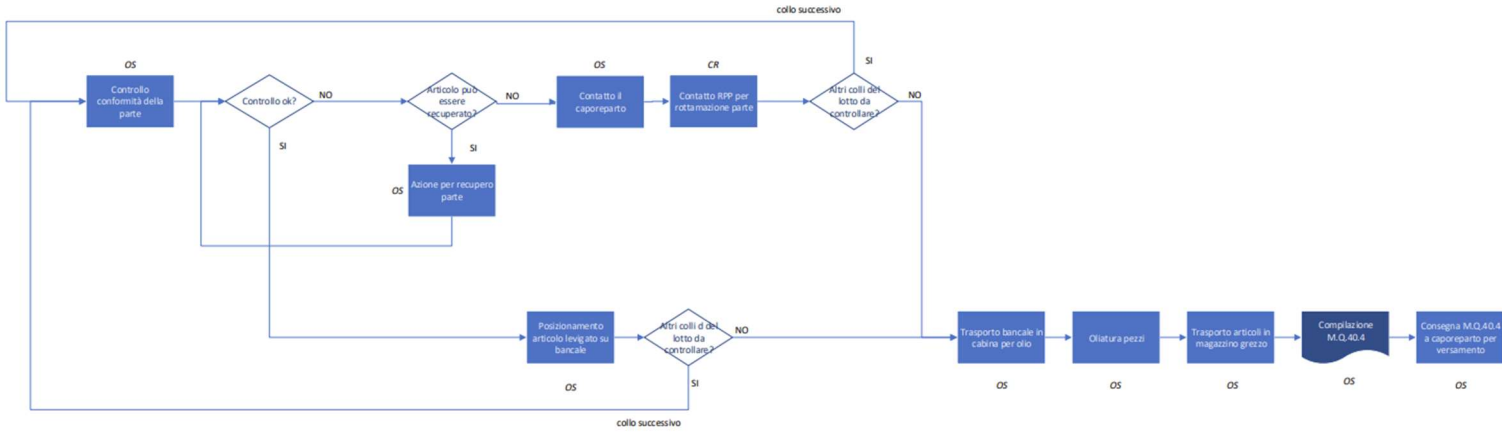 collo successivo
OS
Controllo
conformità della
parte
Controllo ok?
NO
SI
Articolo può
essere
recuperato?
NO
SI
OS
Azione per recupero
parte
OS
Contatto il
caporeparto
CR
Contatto RPP per
rottamazione parte
SI
Altri colli del
lotto da
controllare?
NO
Posizionamento
articolo levigato su
bancale
OS
Altri colli d del
lotto da
controllare?
NO
SI
collo successivo
Trasporto bancale in
cabina per olio
OS
Oliatura pezzi
OS
Trasporto articoli in
magazzino grezzo
OS
Compilazione
M.Q.40.4
OS
Consegna M.Q.40.4
a caporeparto per
versamento
OS